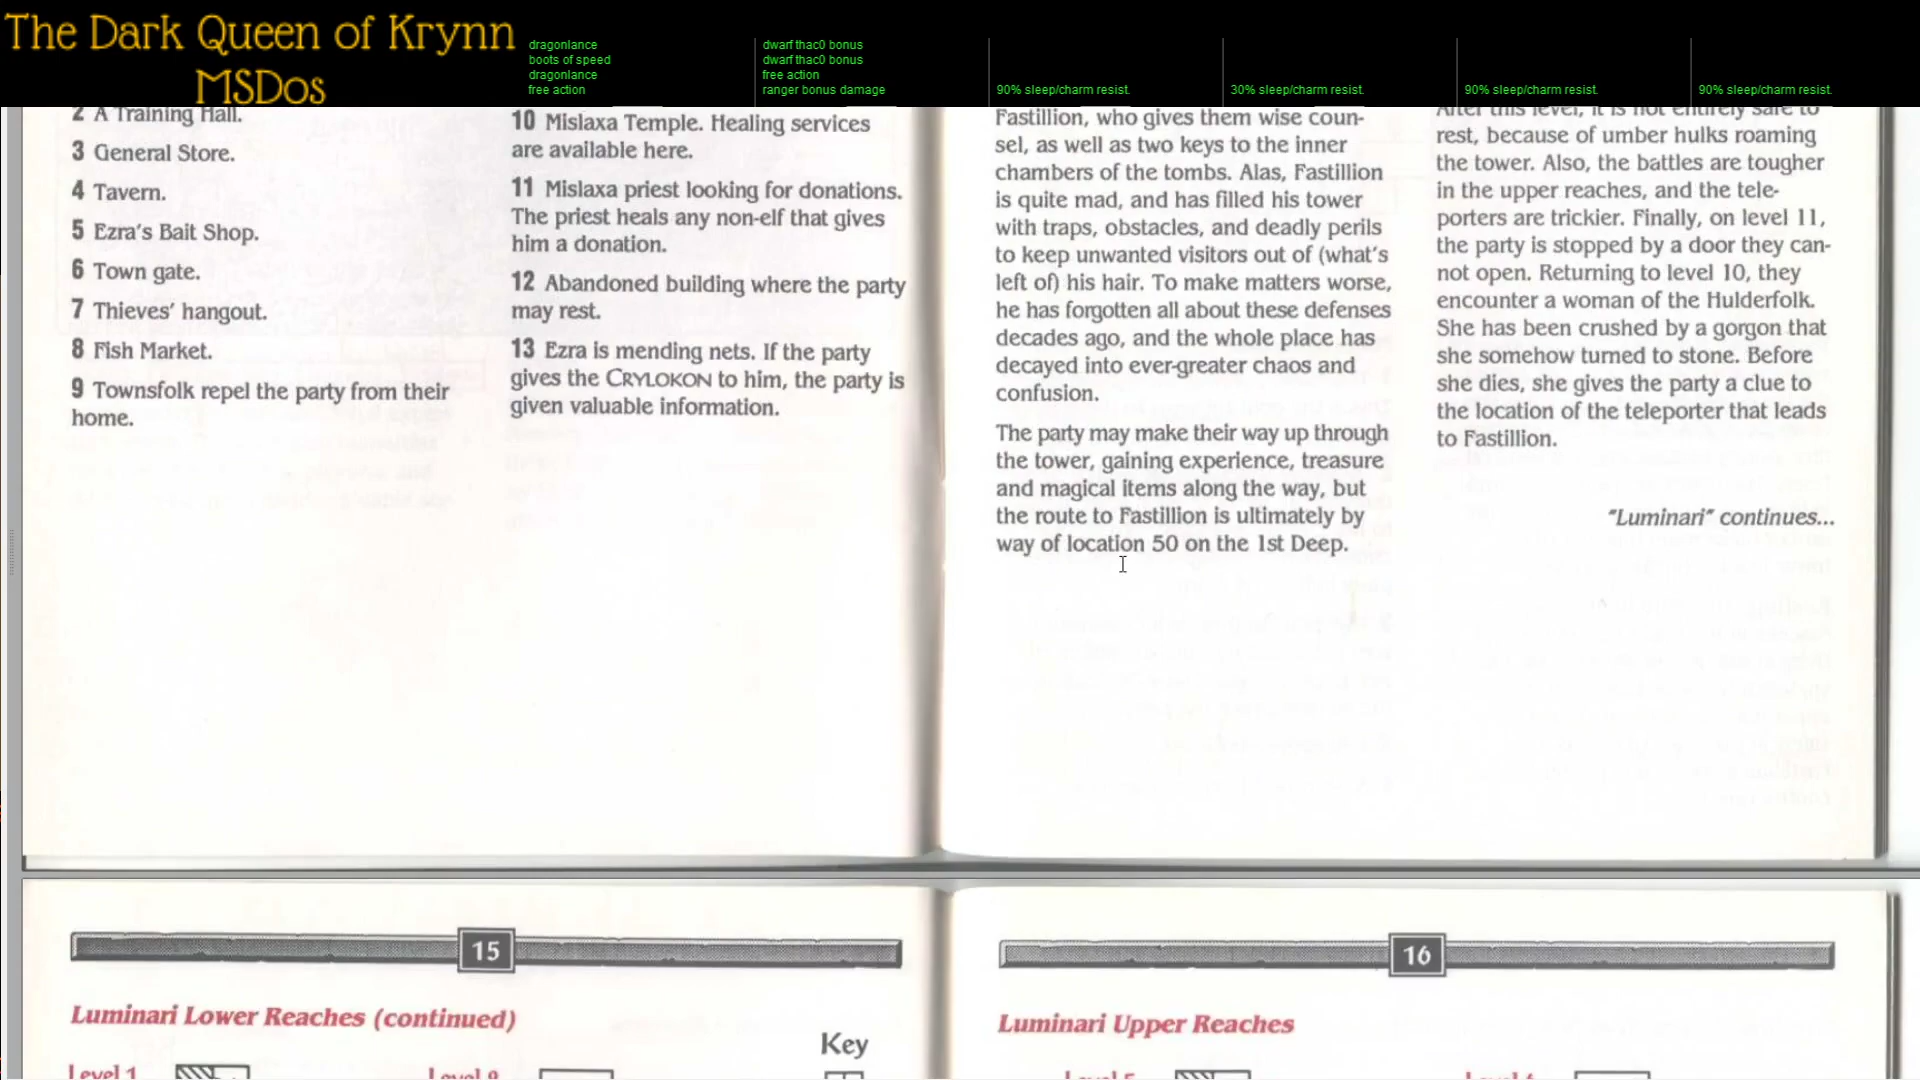 The Dark Queen of Krynn
MSDos
dragonlance
boots of speed
dragonlance
free action
dwarf thac0 bonus
dwarf thac0 bonus
free action
ranger bonus damage
90% sleep/charm resist.
30% sleep/charm resist.
90% sleep/charm resist.
90% sleep/charm resist.
2 A Training Hall.
3 General Store.
4 Tavern.
5 Ezra's Bait Shop.
6 Town gate.
7 Thieves' hangout.
8 Fish Market.
9 Townsfolk repel the party from their
home.
10 Mislaxa Temple. Healing services
are available here.
11 Mislaxa priest looking for donations.
The priest heals any non-elf that gives
him a donation.
12 Abandoned building where the party
may rest.
13 Ezra is mending nets. If the party
gives the CRYLOKON to him, the party is
given valuable information.
Fastillion, who gives them wise coun-
sel, as well as two keys to the inner
chambers of the tombs. Alas, Fastillion
is quite mad, and has filled his tower
with traps, obstacles, and deadly perils
to keep unwanted visitors out of (what's
left of) his hair. To make matters worse,
he has forgotten all about these defenses
decades ago, and the whole place has
decayed into ever-greater chaos and
confusion.
The party may make their way up through
the tower, gaining experience, treasure
and magical items along the way, but
the route to Fastillion is ultimately by
way of location 50 on the 1st Deep.
After this level, it is not entirely safe to
rest, because of umber hulks roaming
the tower. Also, the battles are tougher
in the upper reaches, and the tele-
porters are trickier. Finally, on level 11,
the party is stopped by a door they can-
not open. Returning to level 10, they
encounter a woman of the Hulderfolk.
She has been crushed by a gorgon that
she somehow turned to stone. Before
she dies, she gives the party a clue to
the location of the teleporter that leads
to Fastillion.
"Luminari" continues...
15
Luminari Lower Reaches (continued)
Key
Level 1
16
Luminari Upper Reaches